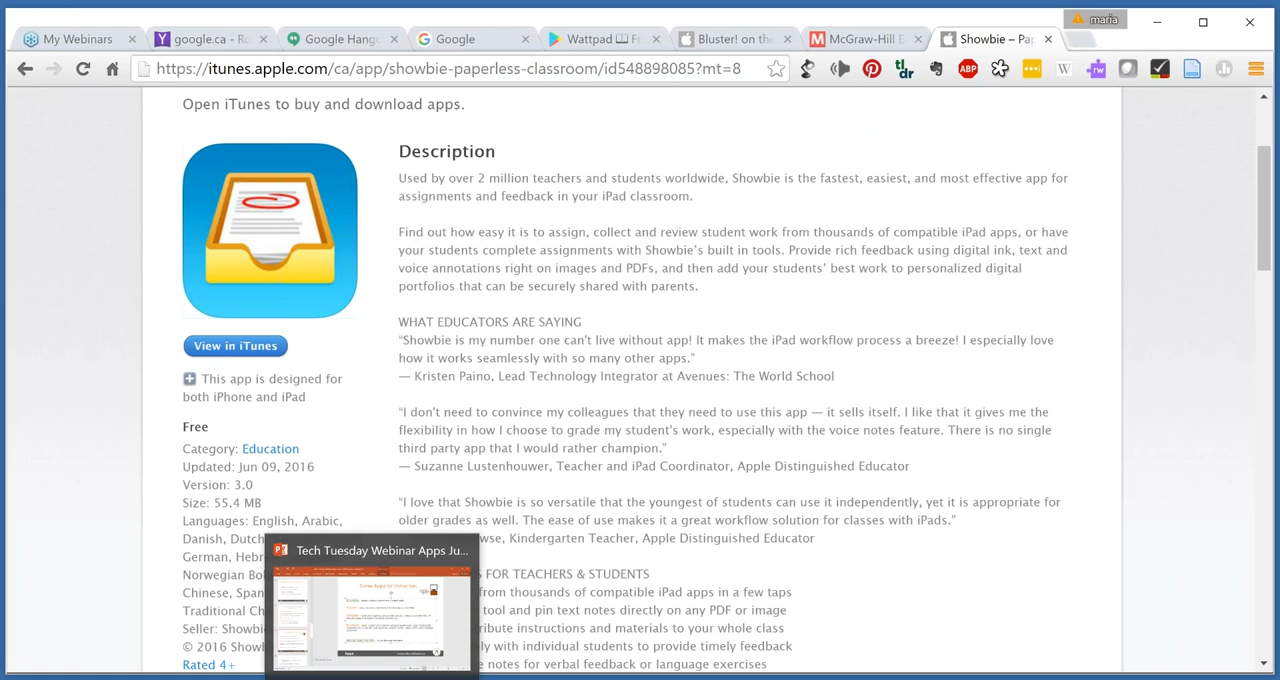 maria
My Webinars
google.ca - Ro
Google Hango
Google
Wattpad
Bluster! on the
McGraw-Hill E
Showbie – Pap
https://itunes.apple.com/ca/app/showbie-paperless-classroom/id548898085?mt=8
Open iTunes to buy and download apps.
View in iTunes
This app is designed for
both iPhone and iPad
Free
Category: Education
Updated: Jun 09, 2016
Version: 3.0
Size: 55.4 MB
Languages: English, Arabic,
Danish, Dutch
German, Hebr
Norwegian Bo
Chinese, Span
Traditional Ch
Seller: Showbi
© 2016 Showb
Rated 4+
Description
Used by over 2 million teachers and students worldwide, Showbie is the fastest, easiest, and most effective app for
assignments and feedback in your iPad classroom.
Find out how easy it is to assign, collect and review student work from thousands of compatible iPad apps, or have
your students complete assignments with Showbie's built in tools. Provide rich feedback using digital ink, text and
voice annotations right on images and PDFs, and then add your students' best work to personalized digital
portfolios that can be securely shared with parents.
WHAT EDUCATORS ARE SAYING
“Showbie is my number one can't live without app! It makes the iPad workflow process a breeze! I especially love
how it works seamlessly with so many other apps.”
— Kristen Paino, Lead Technology Integrator at Avenues: The World School
“I don't need to convince my colleagues that they need to use this app — it sells itself. I like that it gives me the
flexibility in how I choose to grade my student's work, especially with the voice notes feature. There is no single
third party app that I would rather champion.”
— Suzanne Lustenhouwer, Teacher and iPad Coordinator, Apple Distinguished Educator
“I love that Showbie is so versatile that the youngest of students can use it independently, yet it is appropriate for
older grades as well. The ease of use makes it a great workflow solution for classes with iPads.”
wse, Kindergarten Teacher, Apple Distinguished Educator
S FOR TEACHERS & STUDENTS
from thousands of compatible iPad apps in a few taps
tool and pin text notes directly on any PDF or image
ribute instructions and materials to your whole class
ly with individual students to provide timely feedback
e notes for verbal feedback or language exercises
Tech Tuesday Webinar Apps Ju...
Apps